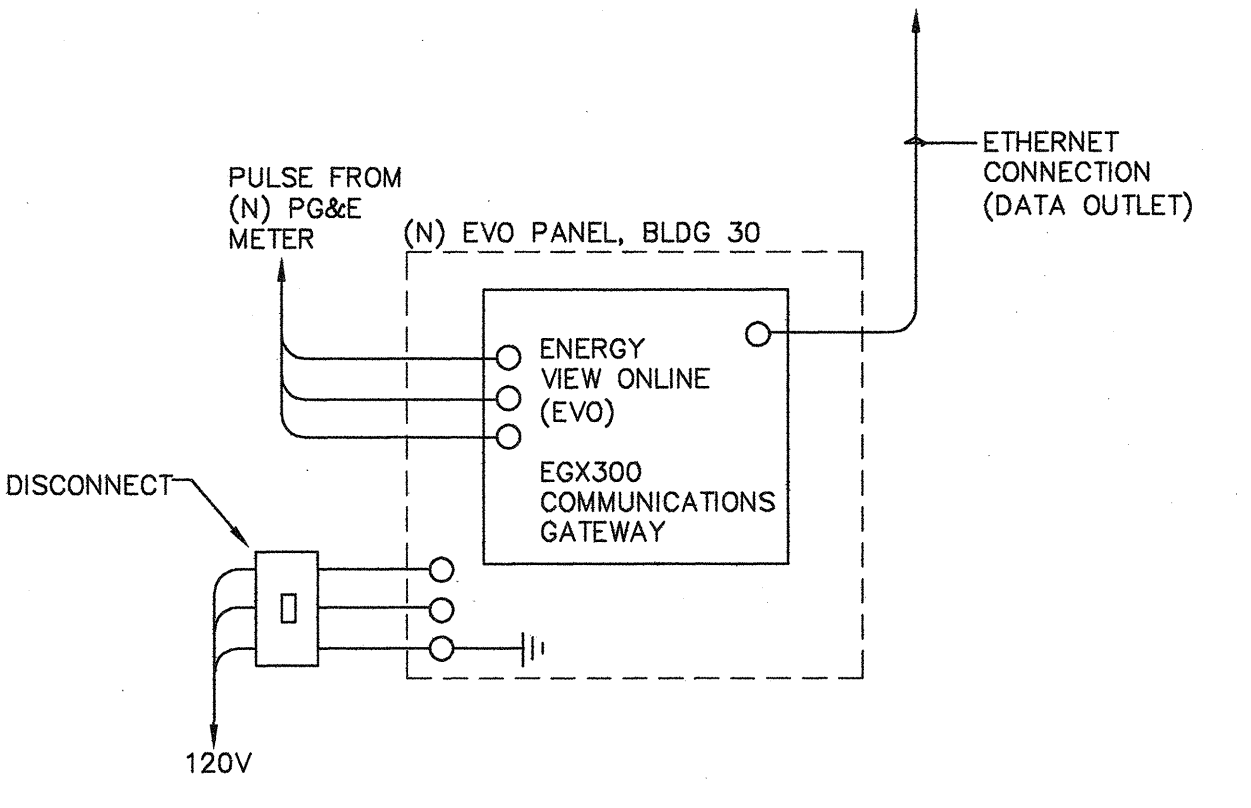 ETHERNET
CONNECTION
(DATA OUTLET)
PULSE FROM
(N) PG&E
METER
(N) EVO PANEL, BLDG 30
ENERGY
VIEW ONLINE
(EVO)
EGX300
COMMUNICATIONS
GATEWAY
DISCONNECT
120V